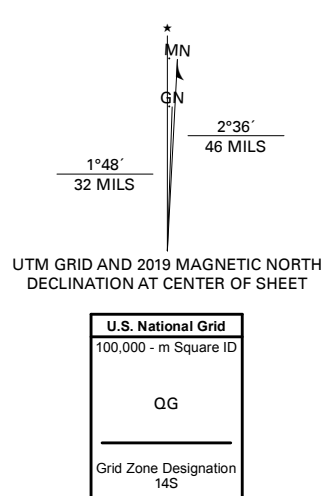 MN
GN
2°36´
46 MILS
1°48´
32 MILS
UTM GRID AND 2019 MAGNETIC NORTH
DECLINATION AT CENTER OF SHEET
U.S. National Grid
100,000 - m Square ID
QG
Grid Zone Designation
14S